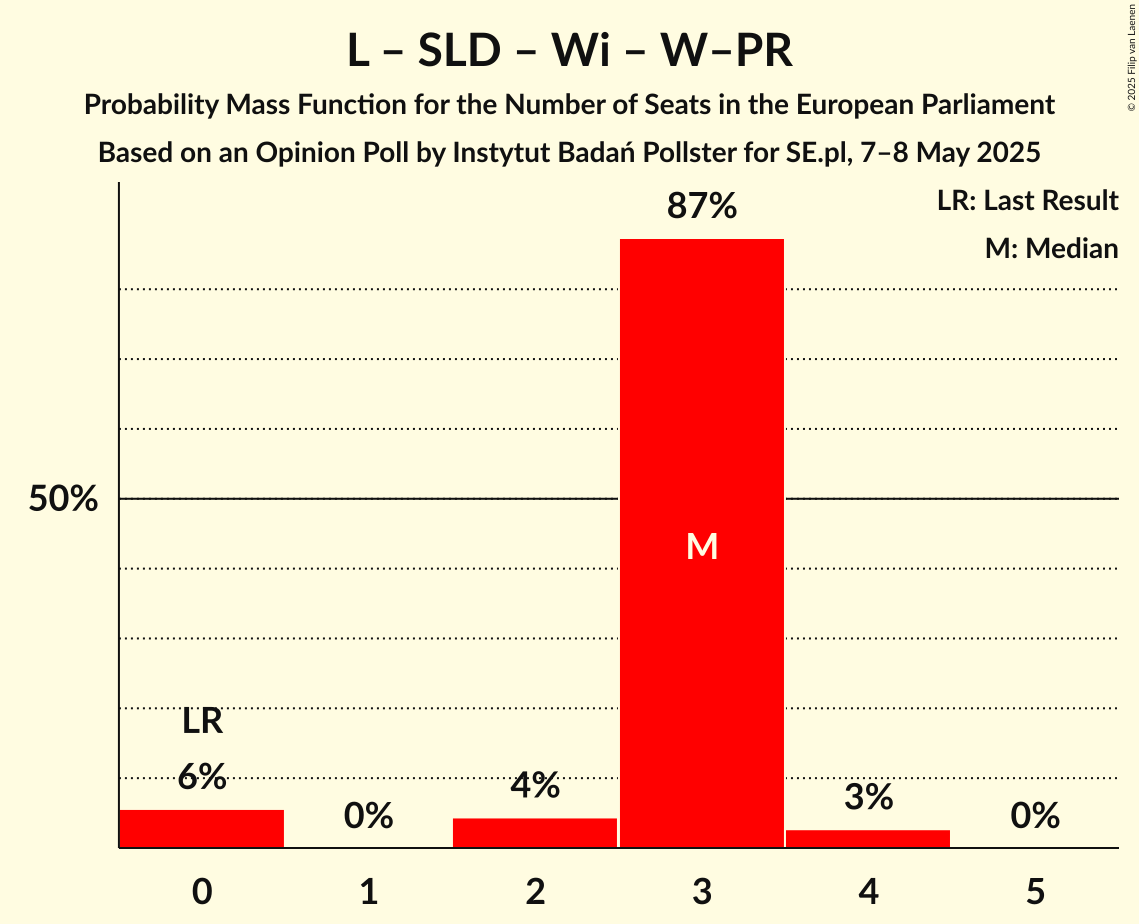 L – SLD – Wi – W–PR
Probability Mass Function for the Number of Seats in the European Parliament
Based on an Opinion Poll by Instytut Badań Pollster for SE.pl, 7–8 May 2025
© 2025 Filip van Laenen
LR: Last Result
M: Median
87%
50%
M
LR
6%
0%
4%
3%
0%
0 1 2 3 4 5